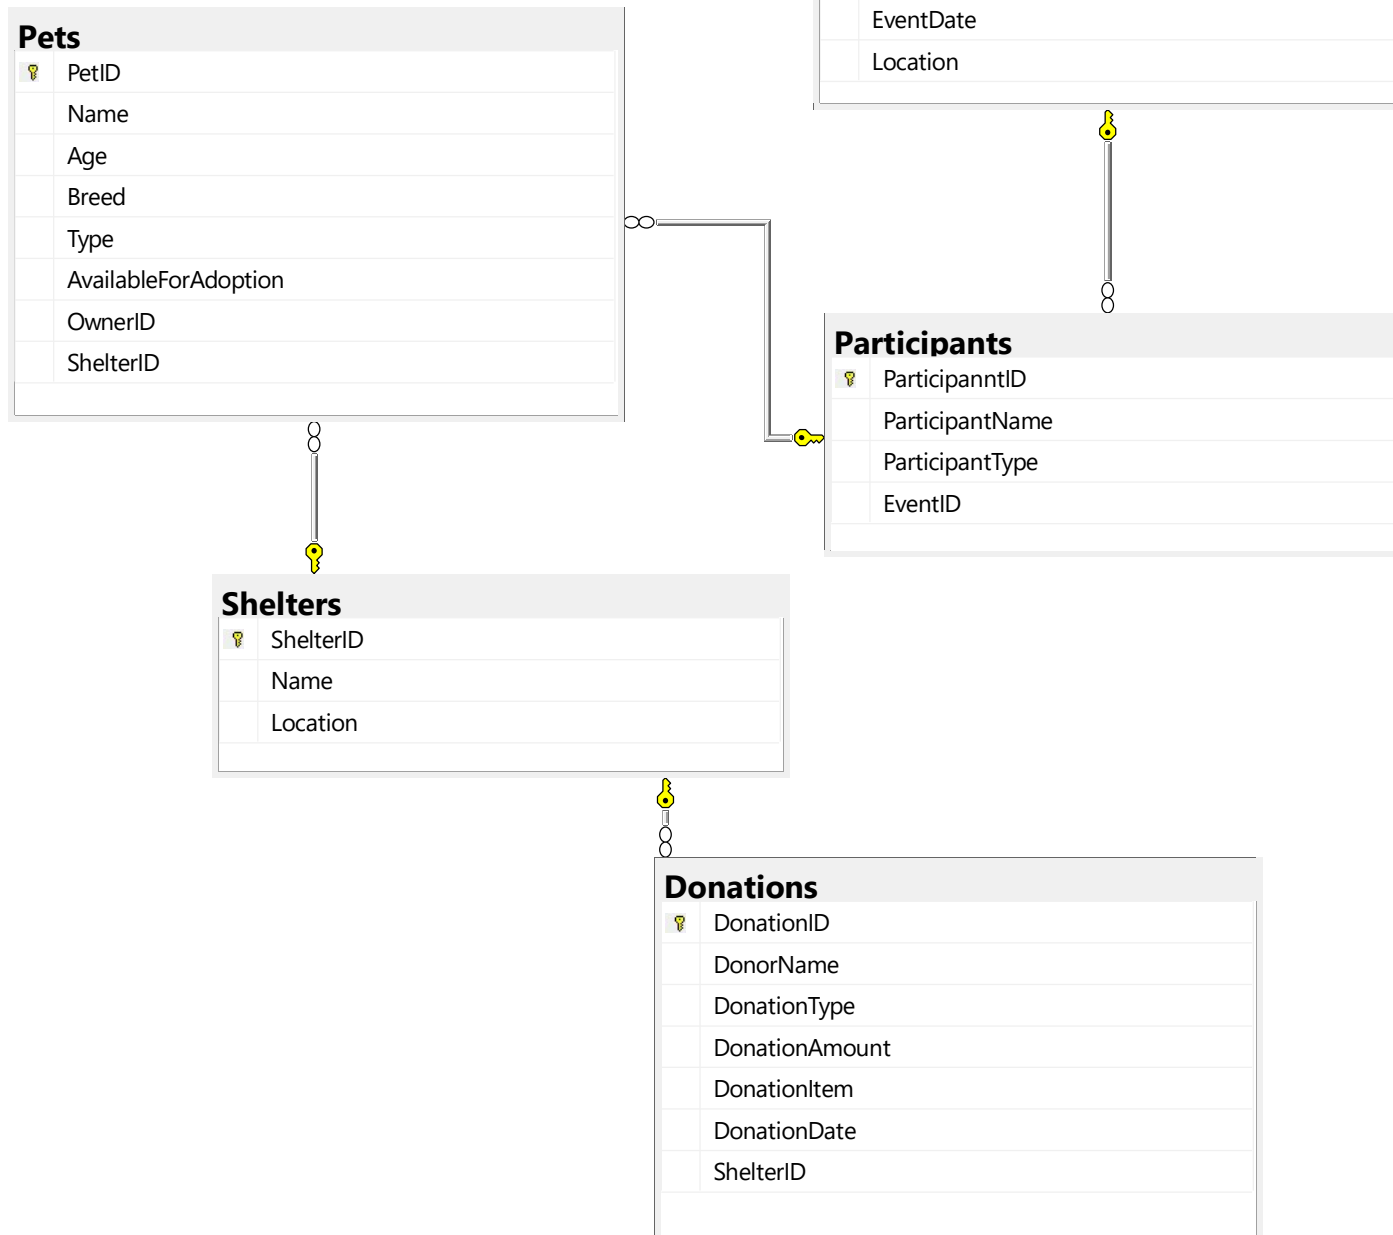 Pets
PetID
Name
Age
Breed
Type
AvailableForAdoption
OwnerID
ShelterID
EventDate
Location
Participants
ParticipanntID
ParticipantName
ParticipantType
EventID
Shelters
ShelterID
Name
Location
Donations
DonationID
DonorName
DonationType
DonationAmount
DonationItem
DonationDate
ShelterID